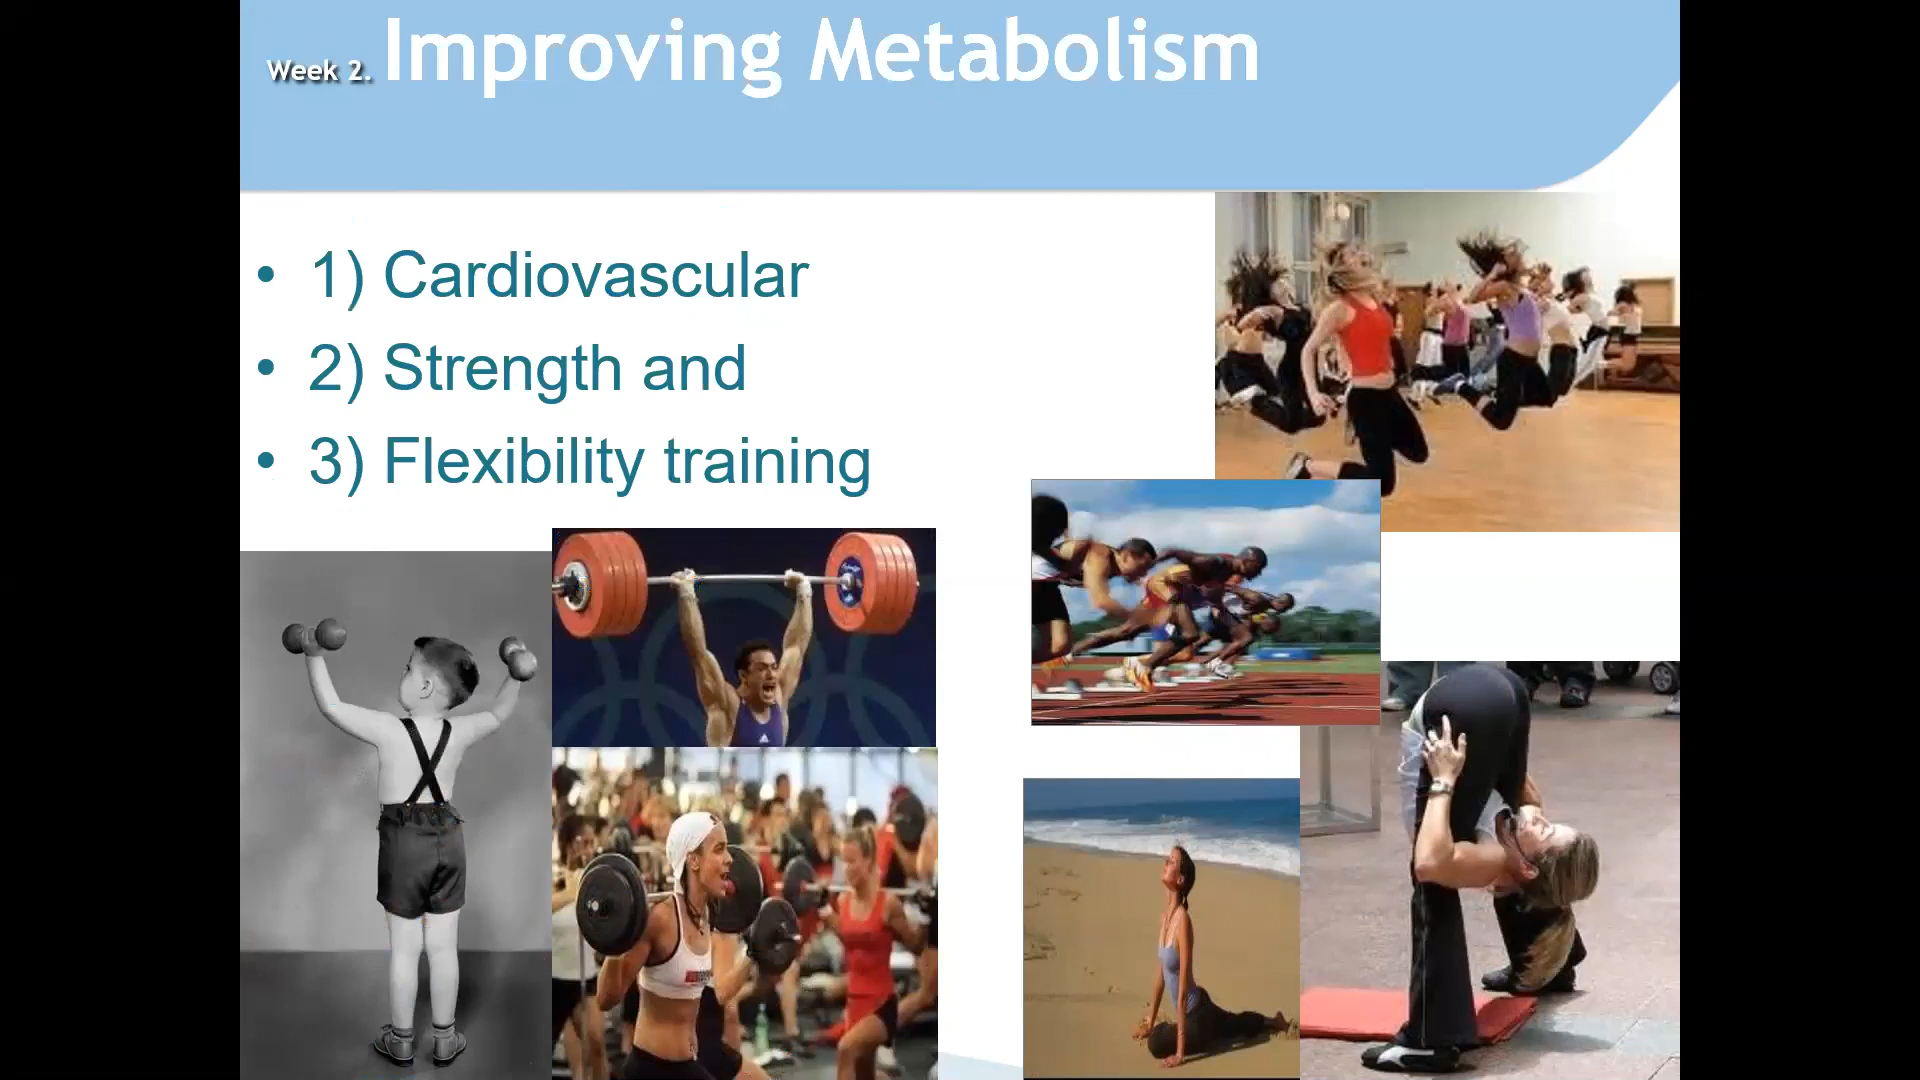 Week 2. Improving Metabolism
• 1) Cardiovascular
• 2) Strength and
• 3) Flexibility training